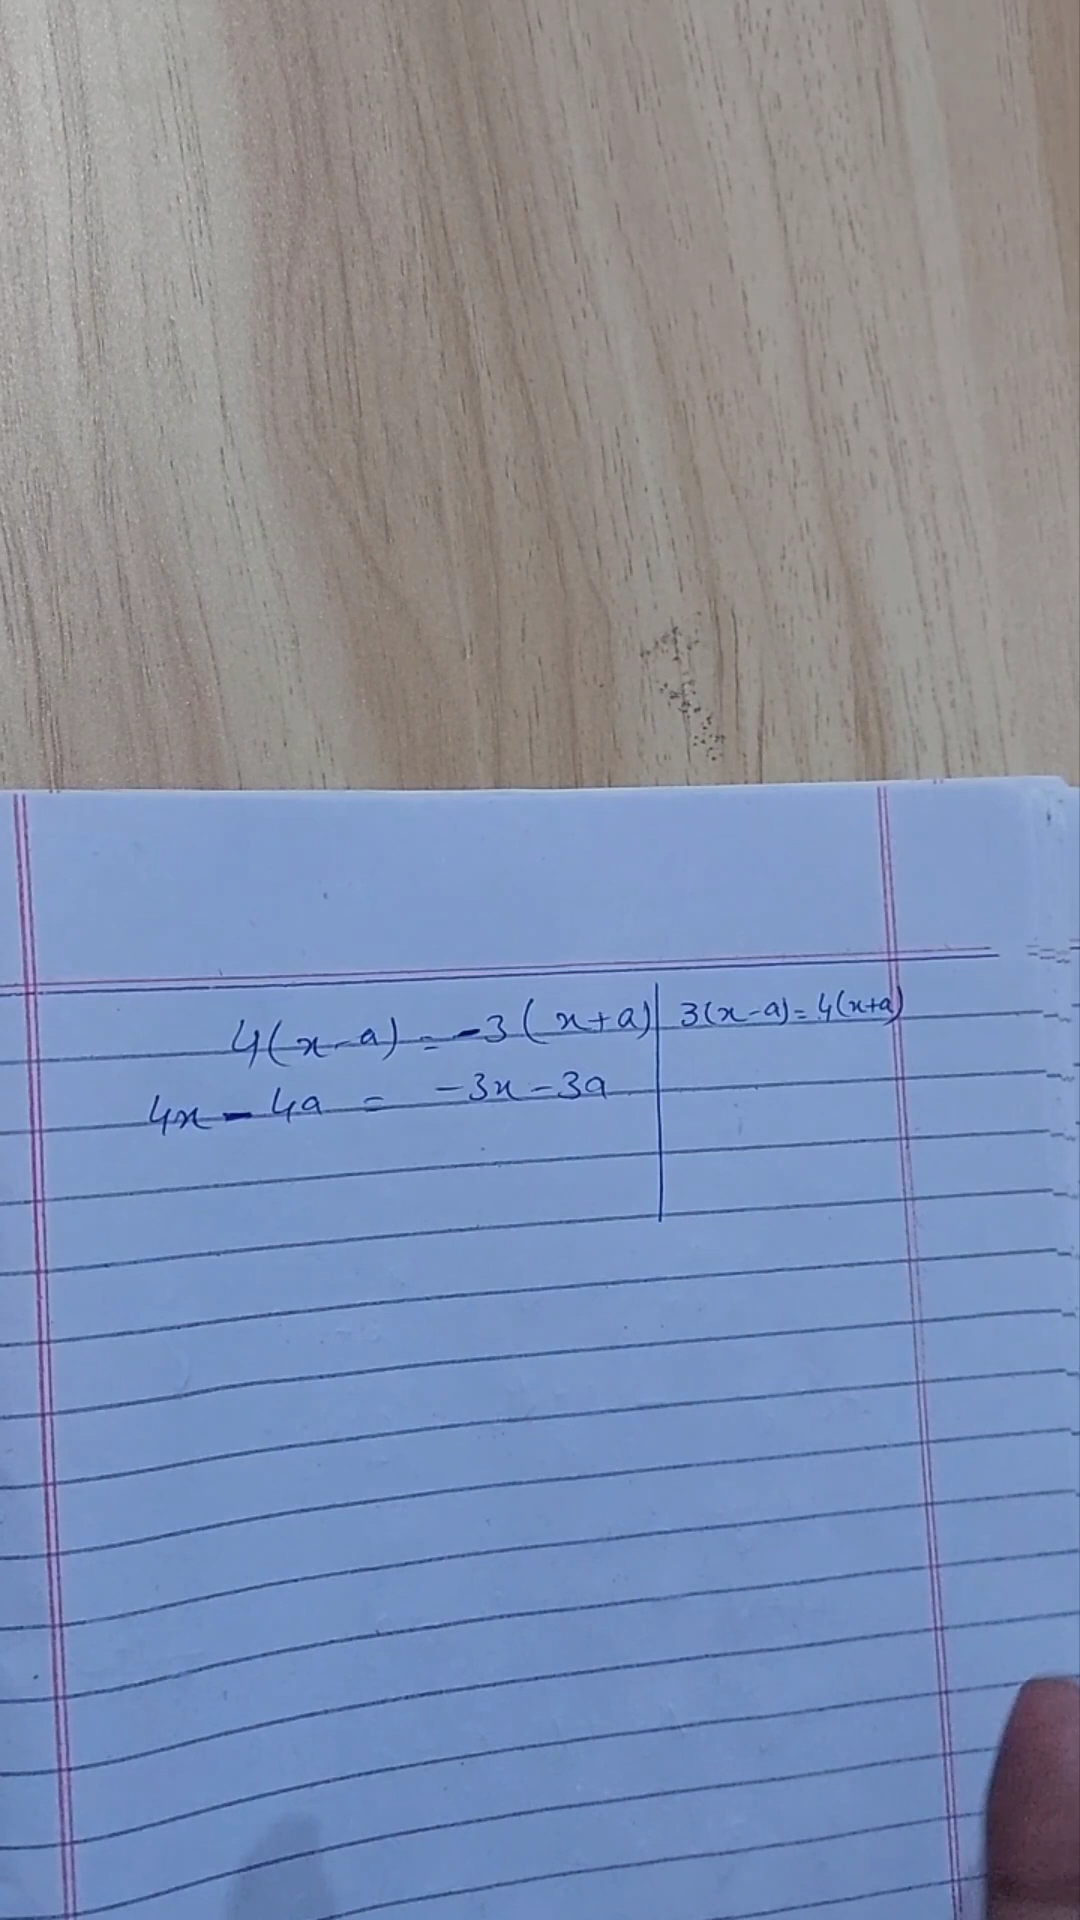 4(x-a) = -3(x+a) | 3(x-a) = 4(x+a)
4x - 4a = -3x - 3a